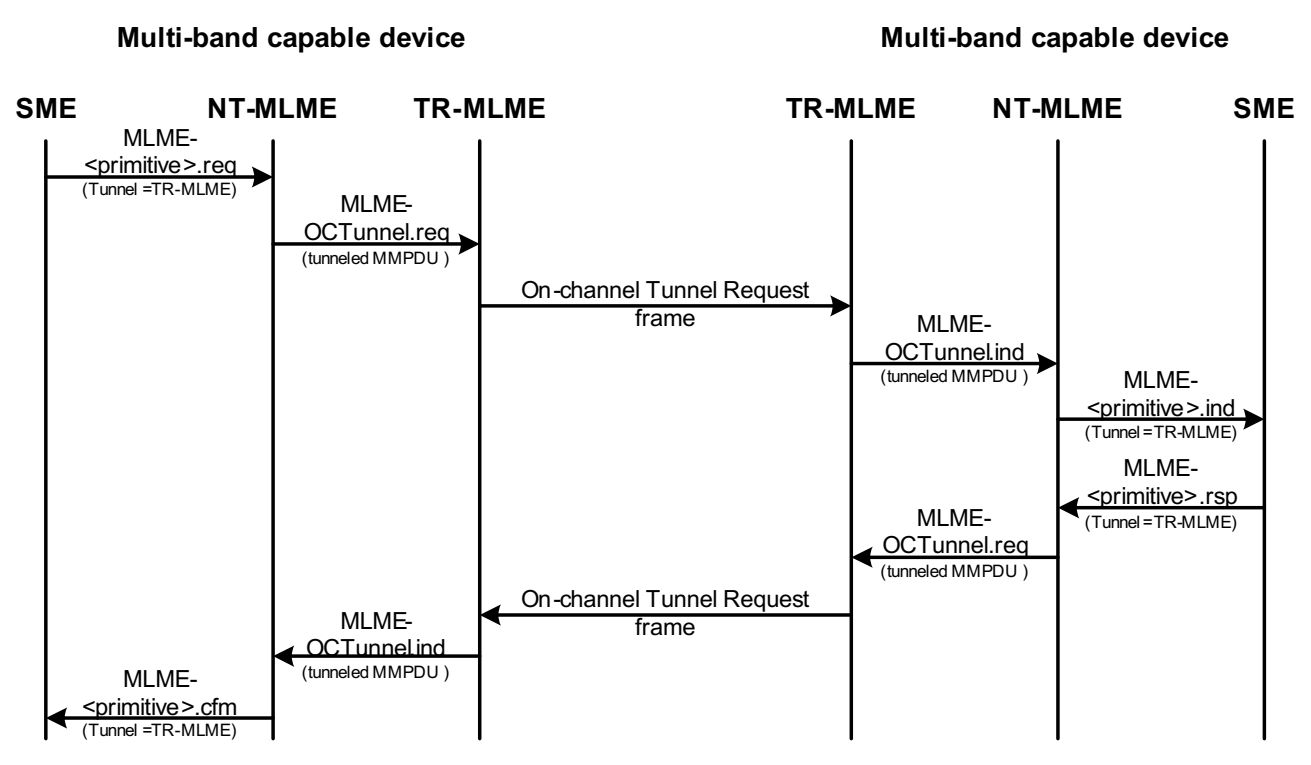 Multi-band capable device
Multi-band capable device
SME
NT-MLME
TR-MLME
TR-MLME
NT-MLME
SME
MLME-
<primitive>.req
(Tunnel =TR-MLME)
MLME-
OCTunnel.req
(tunneled MMPDU )
On-channel Tunnel Request
frame
MLME-
OCTunnel.ind
(tunneled MMPDU )
MLME-
<primitive>.ind
(Tunnel=TR-MLME)
MLME-
<primitive>.rsp
(Tunnel=TR-MLME)
MLME-
OCTunnel.req
(tunneled MMPDU )
On-channel Tunnel Request
frame
MLME-
OCTunnel.ind
(tunneled MMPDU )
MLME-
<primitive>.cfm
(Tunnel =TR-MLME)